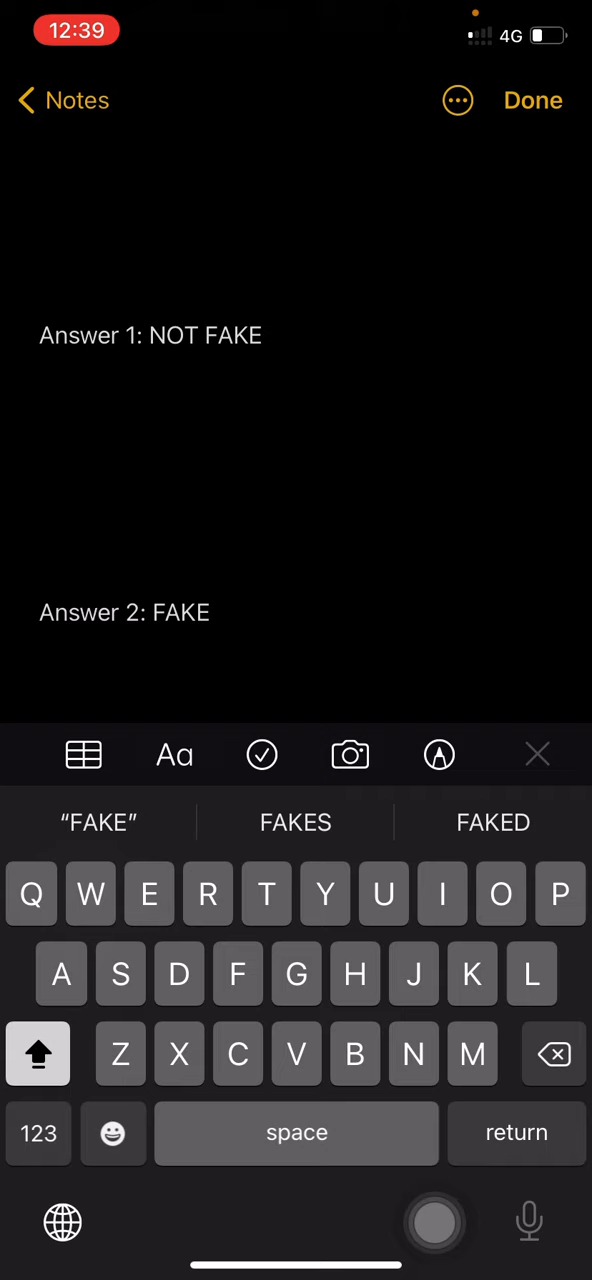 12:39
4G
Notes
Done
Answer 1: NOT FAKE
Answer 2: FAKE
Aa
“FAKE”
FAKES
FAKED
Q W E R T Y U I O P
A S D F G H J K L
Z X C V B N M
123
space
return